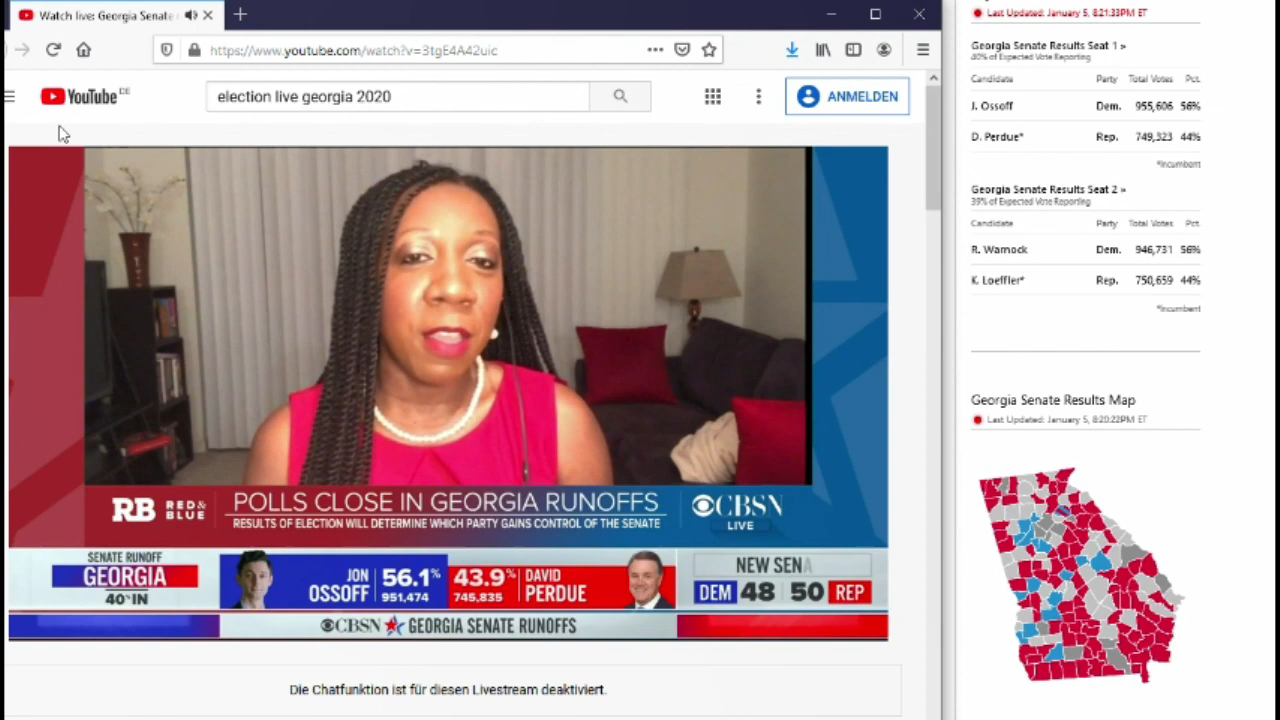 Watch live: Georgia Senate
https://www.youtube.com/watch?v=3tgE4A42uic
YouTube DE
election live georgia 2020
ANMELDEN
RB RED& BLUE
POLLS CLOSE IN GEORGIA RUNOFFS
RESULTS OF ELECTION WILL DETERMINE WHICH PARTY GAINS CONTROL OF THE SENATE
CBSN
LIVE
SENATE RUNOFF
GEORGIA
40% IN
JON OSSOFF 56.1% 951,474
43.9% 745,835 DAVID PERDUE
NEW SENA
DEM 48 50 REP
CBSN GEORGIA SENATE RUNOFFS
Die Chatfunktion ist für diesen Livestream deaktiviert.
Last Updated: January 5, 8:21:33PM ET
Georgia Senate Results Seat 1 »
40% of Expected Vote Reporting
Candidate Party Total Votes Pct.
J. Ossoff Dem. 955,606 56%
D. Perdue* Rep. 749,323 44%
*Incumbent
Georgia Senate Results Seat 2 »
39% of Expected Vote Reporting
Candidate Party Total Votes Pct.
R. Warnock Dem. 946,731 56%
K. Loeffler* Rep. 750,659 44%
*Incumbent
Georgia Senate Results Map
Last Updated: January 5, 8:20:22PM ET